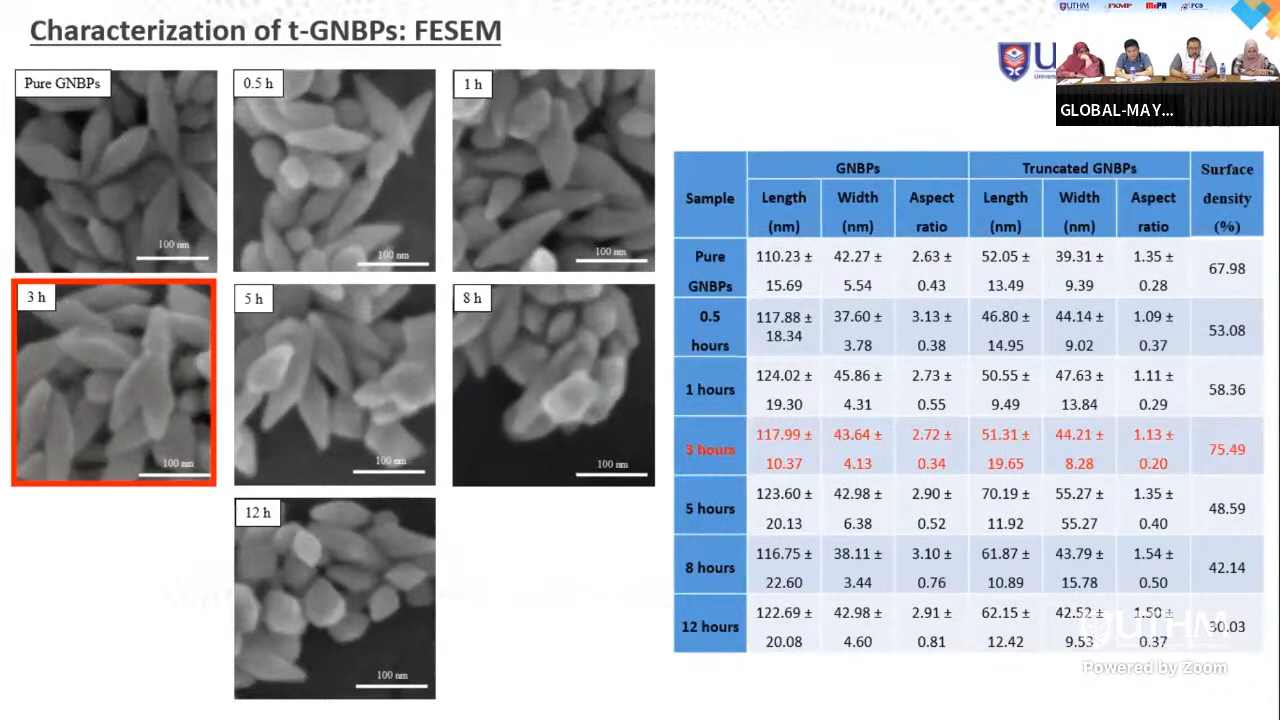 Characterization of t-GNBPs: FESEM
UTHM
FKMP
FCB
GLOBAL-MAY...
Pure GNBPs
100 nm
0.5 h
100 nm
1 h
100 nm
3 h
100 nm
5 h
100 nm
8 h
100 nm
12 h
100 nm
Sample GNBPs Truncated GNBPs Surface density (%)
Length (nm) Width (nm) Aspect ratio Length (nm) Width (nm) Aspect ratio
Pure GNBPs 110.23 ± 15.69 42.27 ± 5.54 2.63 ± 0.43 52.05 ± 13.49 39.31 ± 9.39 1.35 ± 0.28 67.98
0.5 hours 117.88 ± 18.34 37.60 ± 3.78 3.13 ± 0.38 46.80 ± 14.95 44.14 ± 9.02 1.09 ± 0.37 53.08
1 hours 124.02 ± 19.30 45.86 ± 4.31 2.73 ± 0.55 50.55 ± 9.49 47.63 ± 13.84 1.11 ± 0.29 58.36
3 hours 117.99 ± 10.37 43.64 ± 4.13 2.72 ± 0.34 51.31 ± 19.65 44.21 ± 8.28 1.13 ± 0.20 75.49
5 hours 123.60 ± 20.13 42.98 ± 6.38 2.90 ± 0.52 70.19 ± 11.92 55.27 ± 55.27 1.35 ± 0.40 48.59
8 hours 116.75 ± 22.60 38.11 ± 3.44 3.10 ± 0.76 61.87 ± 10.89 43.79 ± 15.78 1.54 ± 0.50 42.14
12 hours 122.69 ± 20.08 42.98 ± 4.60 2.91 ± 0.81 62.15 ± 12.42 42.52 ± 9.53 1.50 ± 0.37 30.03
UTHM
Powered by Zoom